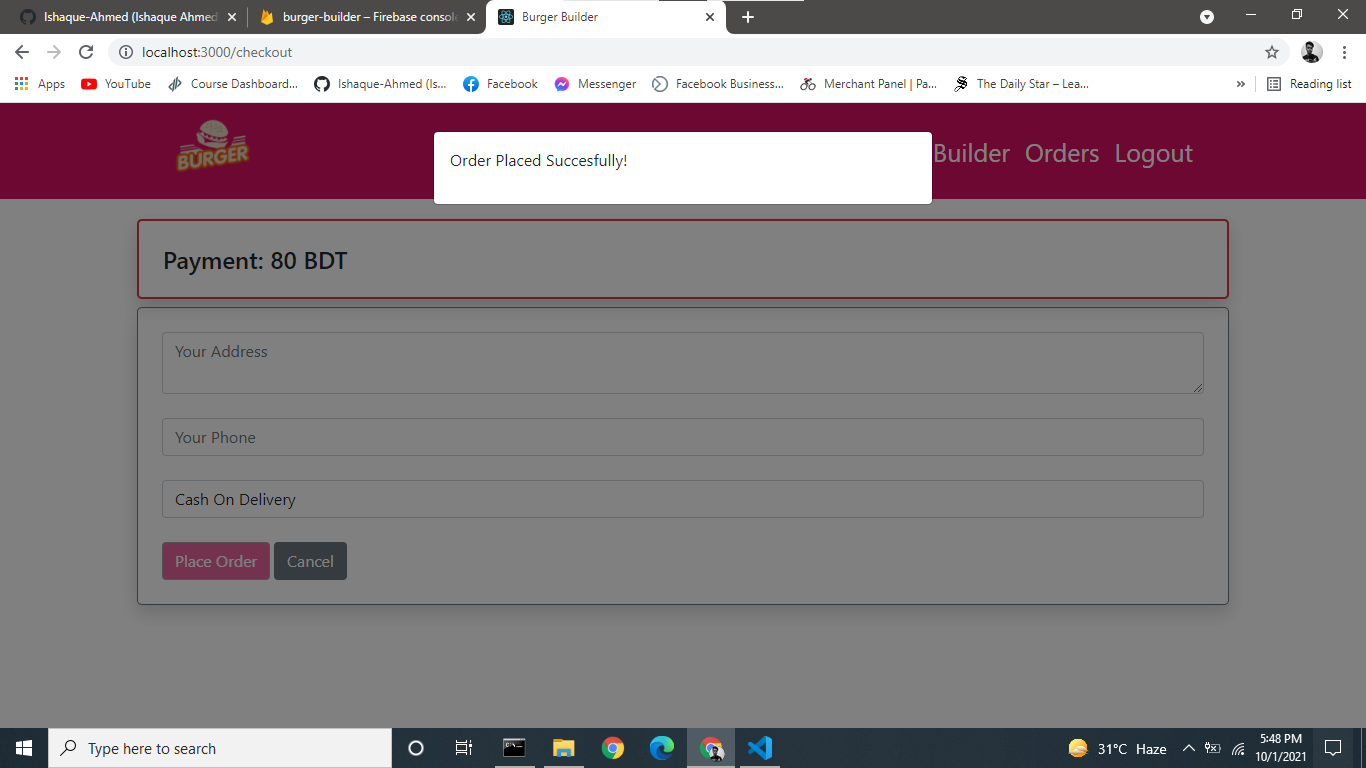 Ishaque-Ahmed (Ishaque Ahmed
burger-builder – Firebase console
Burger Builder
localhost:3000/checkout
Apps
YouTube
Course Dashboard...
Ishaque-Ahmed (Is...
Facebook
Messenger
Facebook Business...
Merchant Panel | Pa...
The Daily Star – Lea...
»
Reading list
BURGER
Order Placed Succesfully!
Builder
Orders
Logout
Payment: 80 BDT
Your Address
Your Phone
Cash On Delivery
Place Order
Cancel
Type here to search
31°C Haze
5:48 PM
10/1/2021